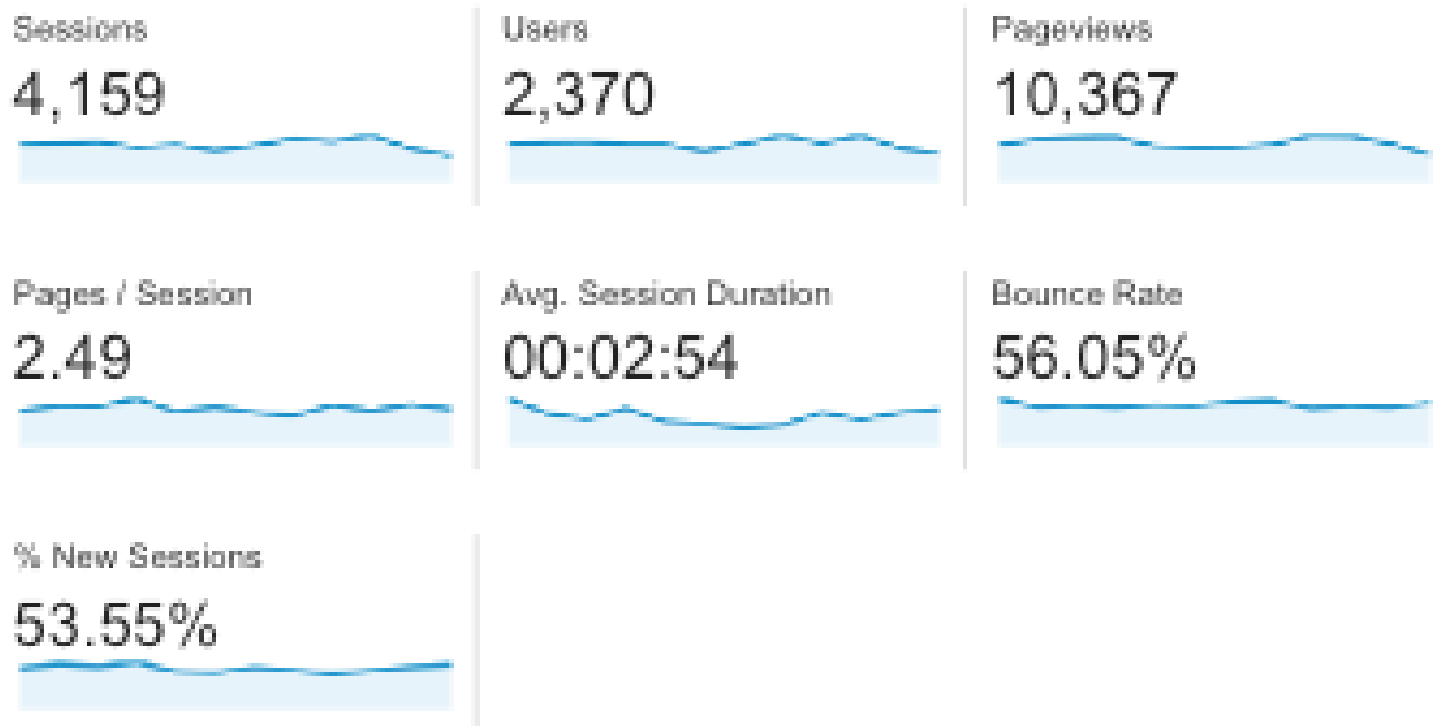 Sessions
4,159
Users
2,370
Pageviews
10,367
Pages / Session
2.49
Avg. Session Duration
00:02:54
Bounce Rate
56.05%
% New Sessions
53.55%